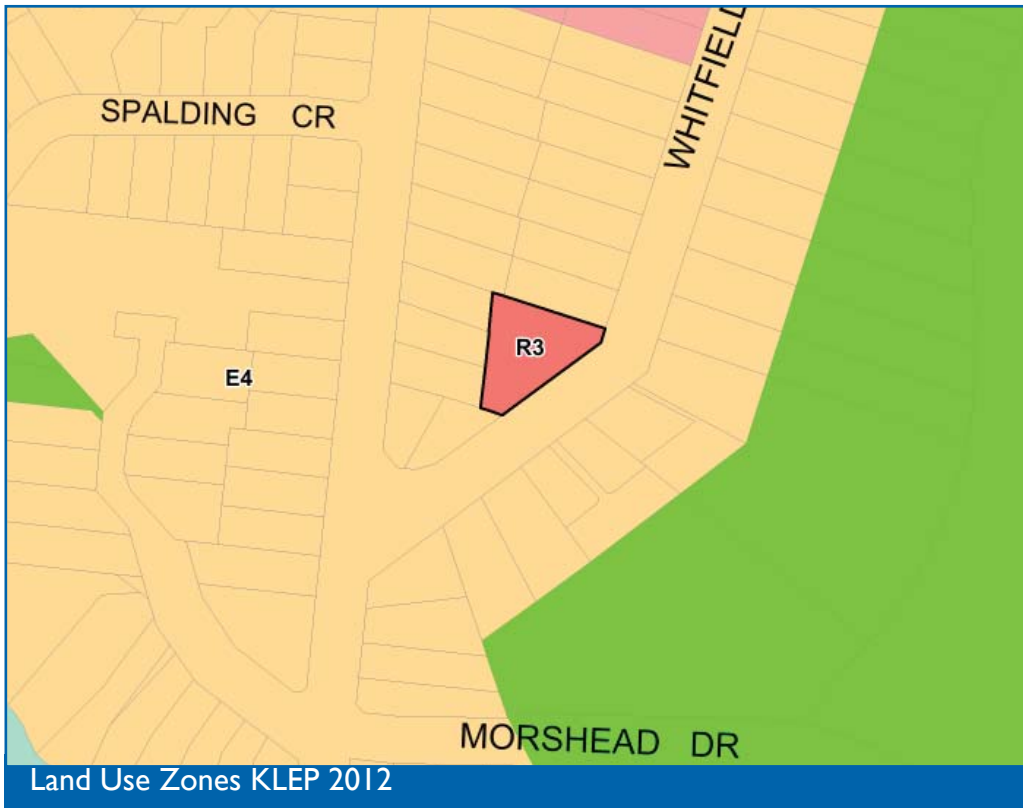 WHITFIELD
SPALDING CR
R3
E4
MORSHEAD DR
Land Use Zones KLEP 2012